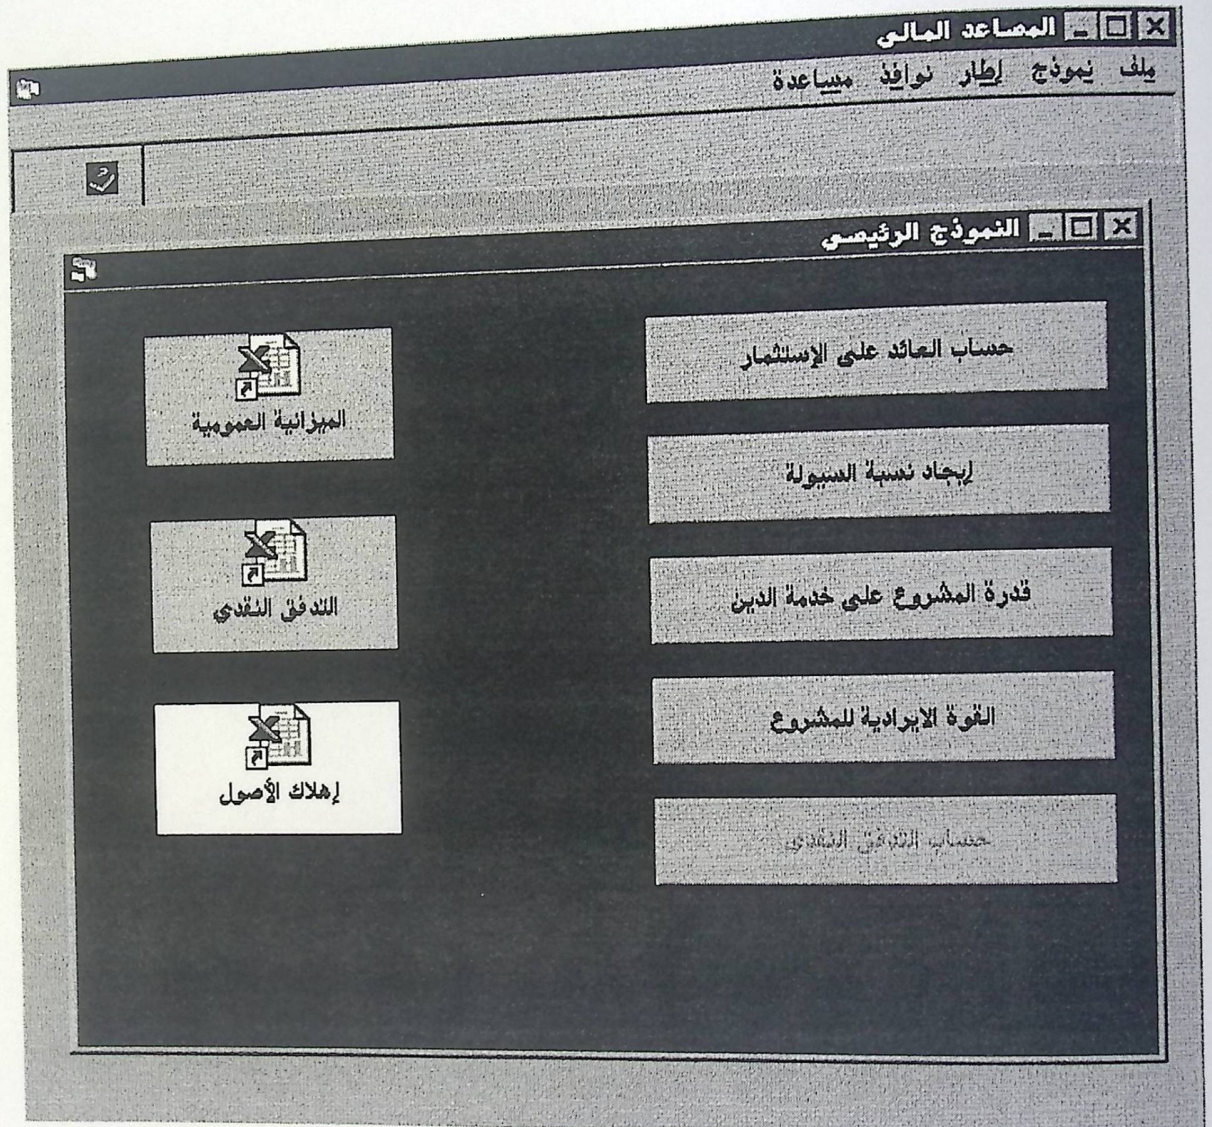 المساعد المالي
ملف نموذج إطار نوافذ مساعدة
النموذج الرئيسي
حساب العائد على الإستثمار
إيجاد نسبة السيولة
قدرة المشروع على خدمة الدين
القوة الايرادية للمشروع
حساب التدفق النقدي
الميزانية العمومية
التدفق النقدي
إهلاك الأصول